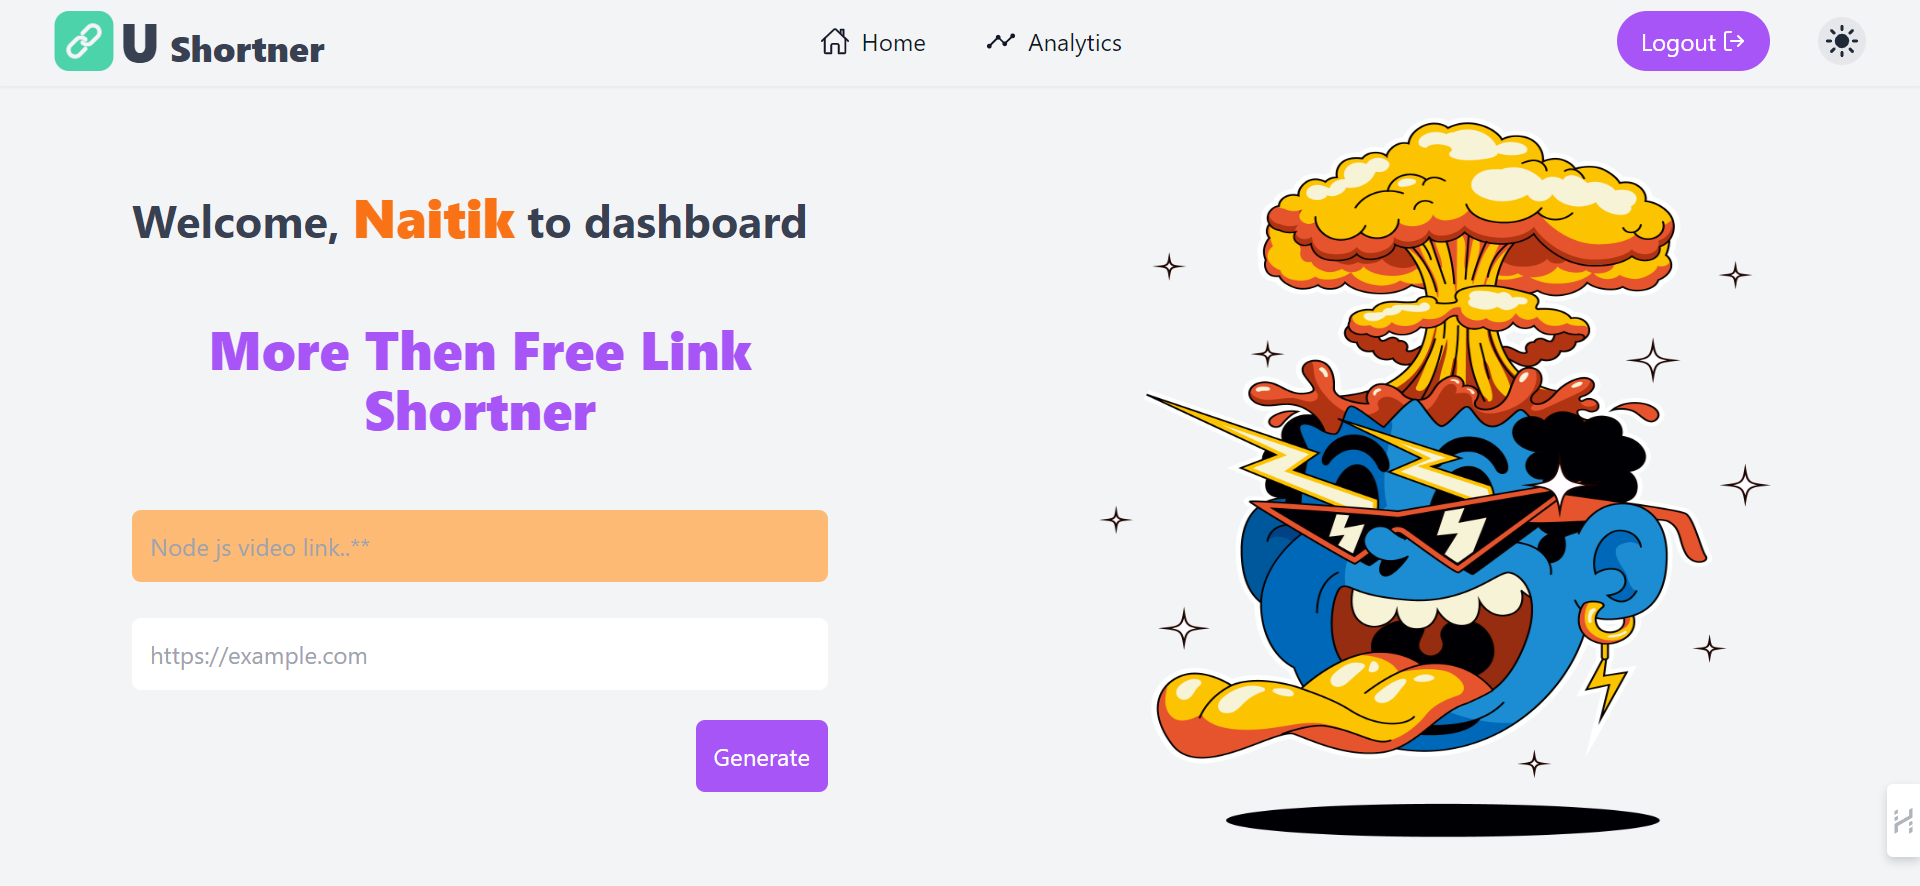 U Shortner
Home
Analytics
Logout
Welcome, Naitik to dashboard
More Then Free Link
Shortner
Node js video link..**
https://example.com
Generate